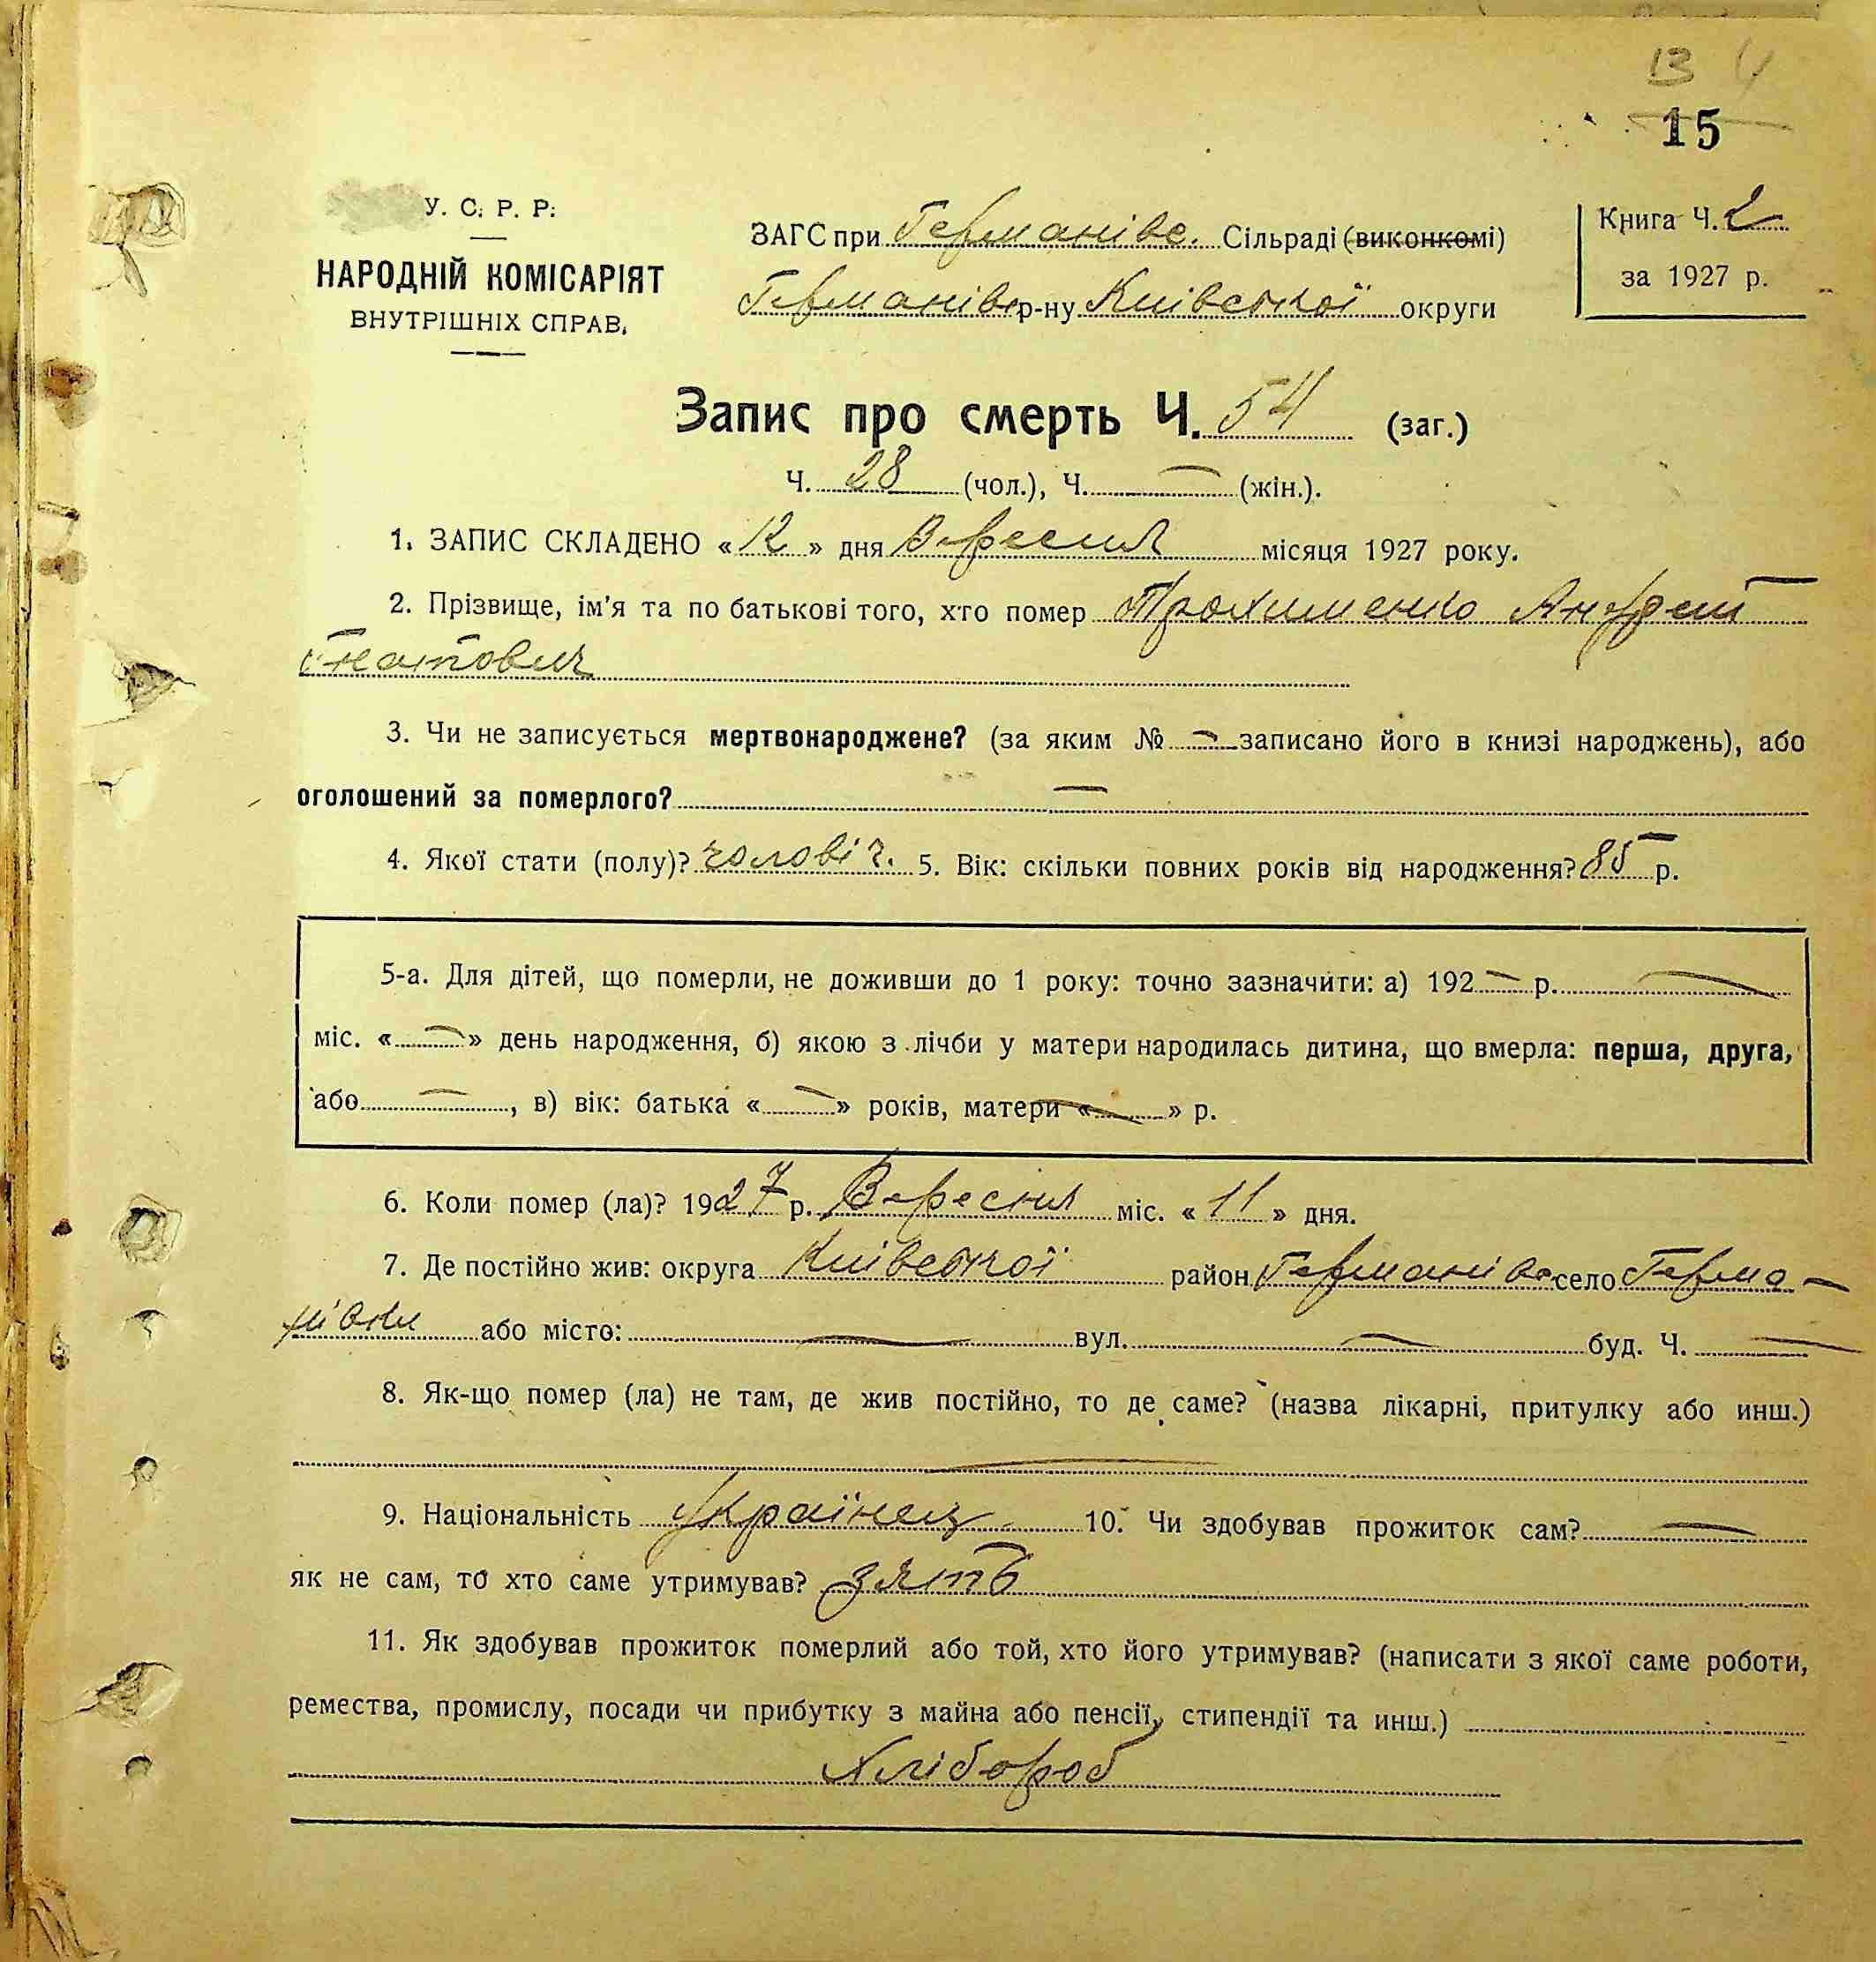 13 4
15
У. С. Р. Р.
НАРОДНІЙ КОМІСАРІЯТ
ВНУТРІШНІХ СПРАВ.
ЗАГС при Германівс. Сільраді (виконкомі)
Германівс р-ну Київської округи
Книга Ч. 2
за 1927 р.
Запис про смерть Ч. 54 (заг.)
Ч. 28 (чол.), Ч. — (жін.).
1. ЗАПИС СКЛАДЕНО «12» дня Вересня місяця 1927 року.
2. Прізвище, ім'я та по батькові того, хто помер Трохименко Андрей
Гнатович
3. Чи не записується мертвонароджене? (за яким № — записано його в книзі народжень), або
оголошений за померлого? —
4. Якої стати (полу)? чоловіч. 5. Вік: скільки повних років від народження? 85 р.
5-а. Для дітей, що померли, не доживши до 1 року: точно зазначити: а) 192 — р. —
міс. « — » день народження, б) якою з лічби у матери народилась дитина, що вмерла: перша, друга,
або — , в) вік: батька « — » років, матери « — » р.
6. Коли помер (ла)? 1927 р. Вересня міс. «11» дня.
7. Де постійно жив: округа Київської район Германівс село Герма-
нівки або місто: — вул. — буд. Ч. —
8. Як-що помер (ла) не там, де жив постійно, то де саме? (назва лікарні, притулку або инш.)
—
9. Національність Українец 10. Чи здобував прожиток сам? —
як не сам, то хто саме утримував? зять
11. Як здобував прожиток померлий або той, хто його утримував? (написати з якої саме роботи,
ремества, промислу, посади чи прибутку з майна або пенсії, стипендії та инш.)
Хлібороб